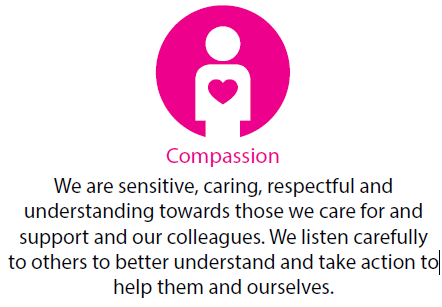 Compassion
We are sensitive, caring, respectful and
understanding towards those we care for and
support and our colleagues. We listen carefully
to others to better understand and take action to
help them and ourselves.